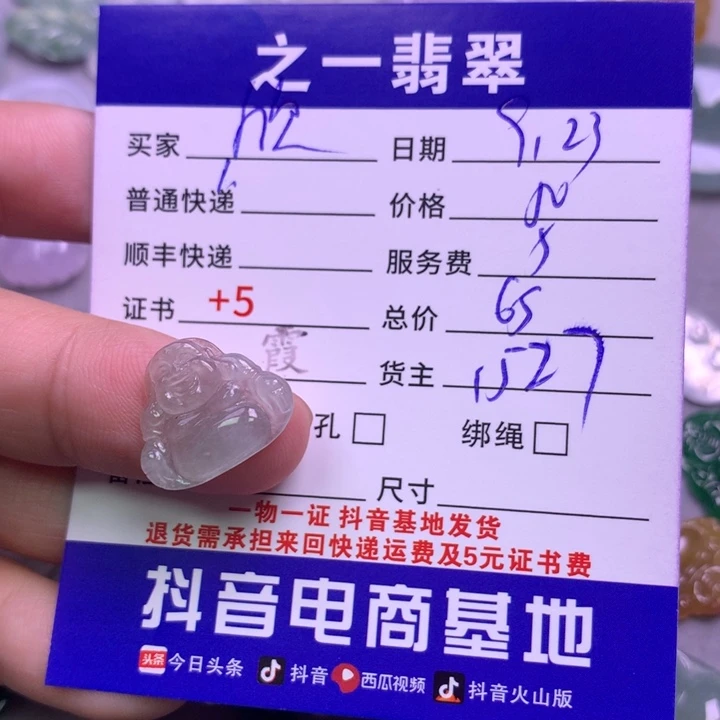 之一翡翠
买家 日期 9.23
普通快递 价格
顺丰快递 服务费 5
证书 +5 总价 65
霞 货主 1527
孔 绑绳
尺寸
一物一证 抖音基地发货
退货需承担来回快递运费及5元证书费
抖音电商基地
头条 今日头条 抖音 西瓜视频 抖音火山版